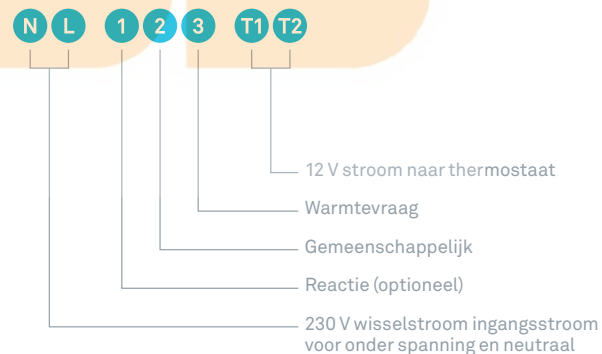 N L 1 2 3 T1 T2
12 V stroom naar thermostaat
Warmtevraag
Gemeenschappelijk
Reactie (optioneel)
230 V wisselstroom ingangsstroom
voor onder spanning en neutraal